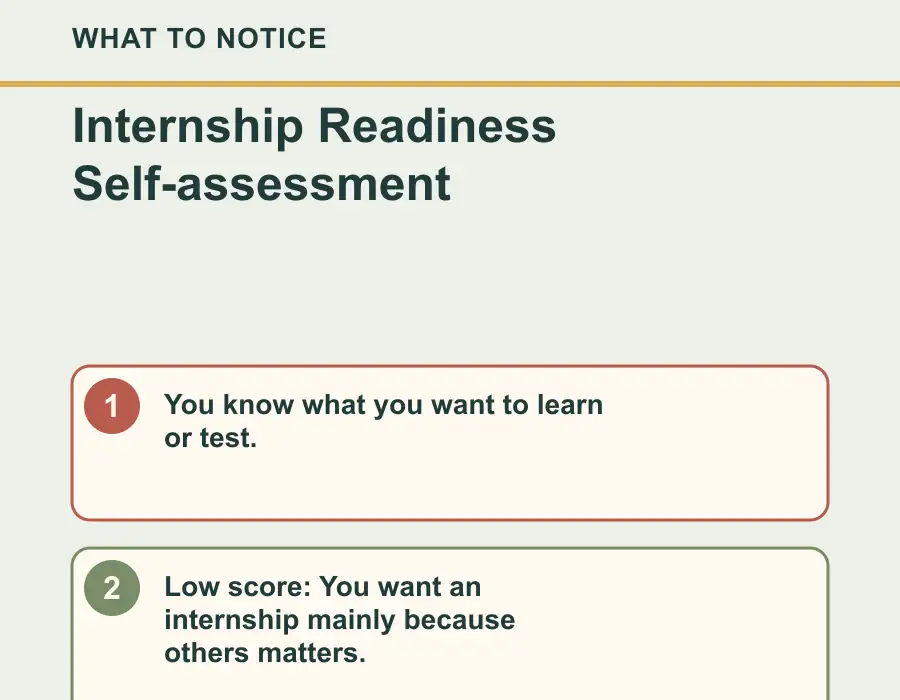 WHAT TO NOTICE
Internship Readiness
Self-assessment
1
You know what you want to learn
or test.
2
Low score: You want an
internship mainly because
others matters.